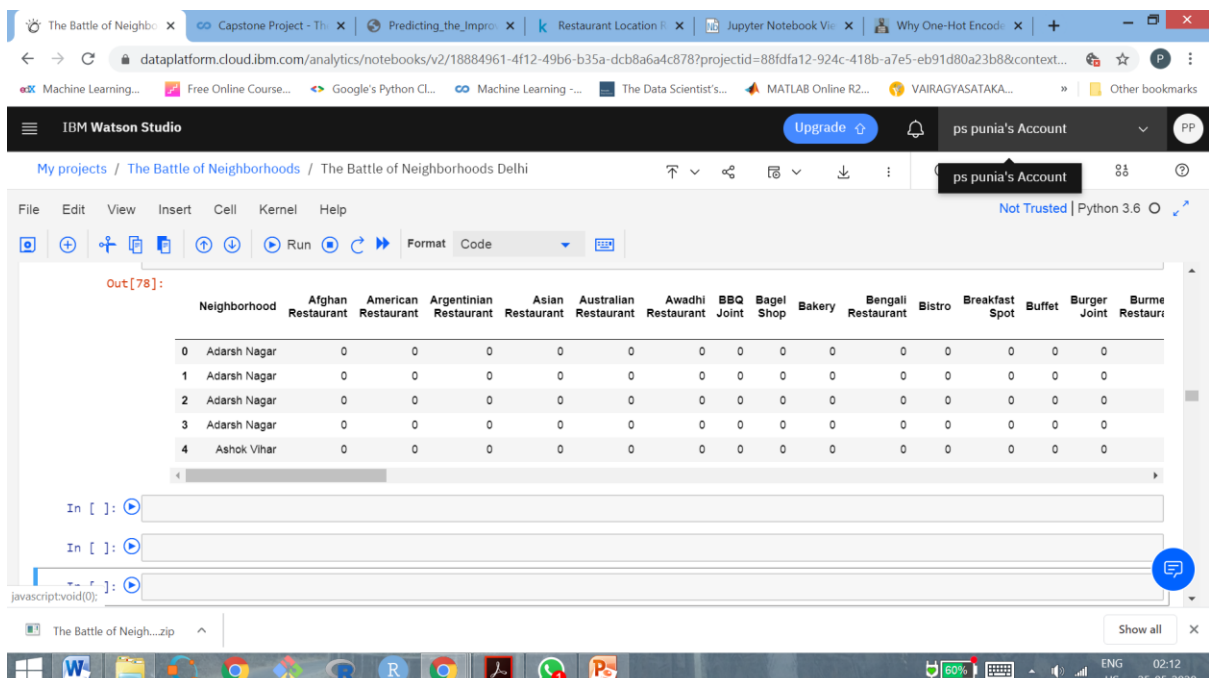 The Battle of Neighbo
Capstone Project - Th
Predicting_the_Improv
Restaurant Location R
Jupyter Notebook Vie
Why One-Hot Encode
dataplatform.cloud.ibm.com/analytics/notebooks/v2/18884961-4f12-49b6-b35a-dcb8a6a4c878?projectid=88fdfa12-924c-418b-a7e5-eb91d80a23b8&context...
P
Machine Learning... Free Online Course... Google's Python Cl... Machine Learning -... The Data Scientist's... MATLAB Online R2... VAIRAGYASATAKA... » Other bookmarks
IBM Watson Studio Upgrade ps punia's Account PP
My projects / The Battle of Neighborhoods / The Battle of Neighborhoods Delhi
ps punia's Account
File Edit View Insert Cell Kernel Help Not Trusted | Python 3.6
Run Format Code
Out[78]:
Neighborhood Afghan Restaurant American Restaurant Argentinian Restaurant Asian Restaurant Australian Restaurant Awadhi Restaurant BBQ Joint Bagel Shop Bakery Bengali Restaurant Bistro Breakfast Spot Buffet Burger Joint Burme Restaura
0 Adarsh Nagar 0 0 0 0 0 0 0 0 0 0 0 0 0 0
1 Adarsh Nagar 0 0 0 0 0 0 0 0 0 0 0 0 0 0
2 Adarsh Nagar 0 0 0 0 0 0 0 0 0 0 0 0 0 0
3 Adarsh Nagar 0 0 0 0 0 0 0 0 0 0 0 0 0 0
4 Ashok Vihar 0 0 0 0 0 0 0 0 0 0 0 0 0 0
In [ ]:
In [ ]:
In [ ]:
javascript:void(0);
The Battle of Neigh....zip Show all
60% ENG 02:12